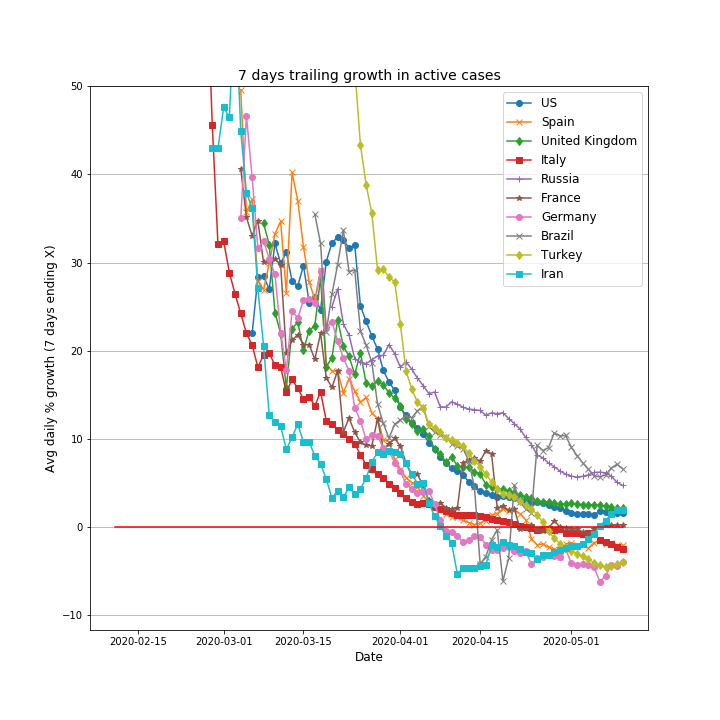 7 days trailing growth in active cases
US
Spain
United Kingdom
Italy
Russia
France
Germany
Brazil
Turkey
Iran
Avg daily % growth (7 days ending X)
50
40
30
20
10
0
−10
2020-02-15 2020-03-01 2020-03-15 2020-04-01 2020-04-15 2020-05-01
Date